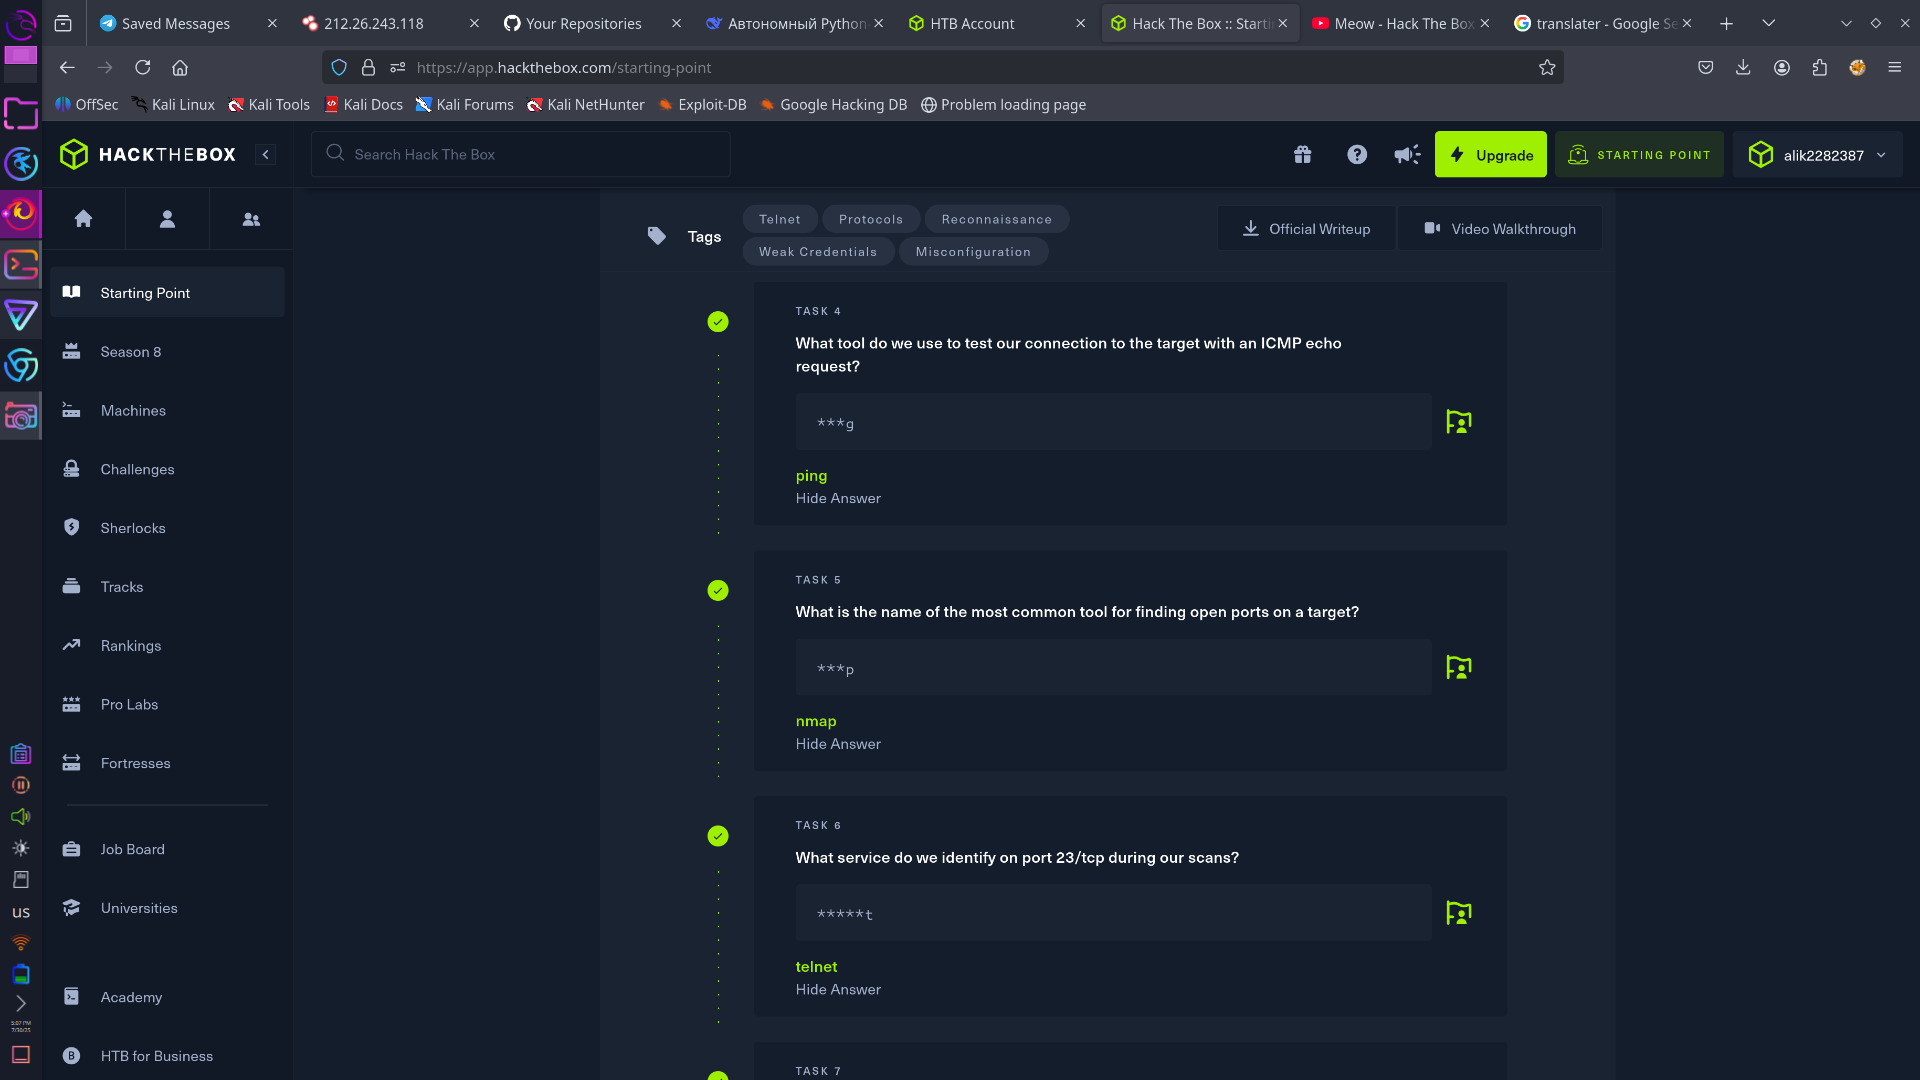 Saved Messages
212.26.243.118
Your Repositories
Автономный Python
HTB Account
Hack The Box :: Starti
Meow - Hack The Box
translater - Google Se
https://app.hackthebox.com/starting-point
OffSec
Kali Linux
Kali Tools
Kali Docs
Kali Forums
Kali NetHunter
Exploit-DB
Google Hacking DB
Problem loading page
HACKTHEBOX
Search Hack The Box
Upgrade
STARTING POINT
alik2282387
Starting Point
Season 8
Machines
Challenges
Sherlocks
Tracks
Rankings
Pro Labs
Fortresses
Job Board
Universities
Academy
HTB for Business
us
5:07 PM
7/30/25
Tags
Telnet
Protocols
Reconnaissance
Weak Credentials
Misconfiguration
Official Writeup
Video Walkthrough
TASK 4
What tool do we use to test our connection to the target with an ICMP echo
request?
***g
ping
Hide Answer
TASK 5
What is the name of the most common tool for finding open ports on a target?
***p
nmap
Hide Answer
TASK 6
What service do we identify on port 23/tcp during our scans?
*****t
telnet
Hide Answer
TASK 7